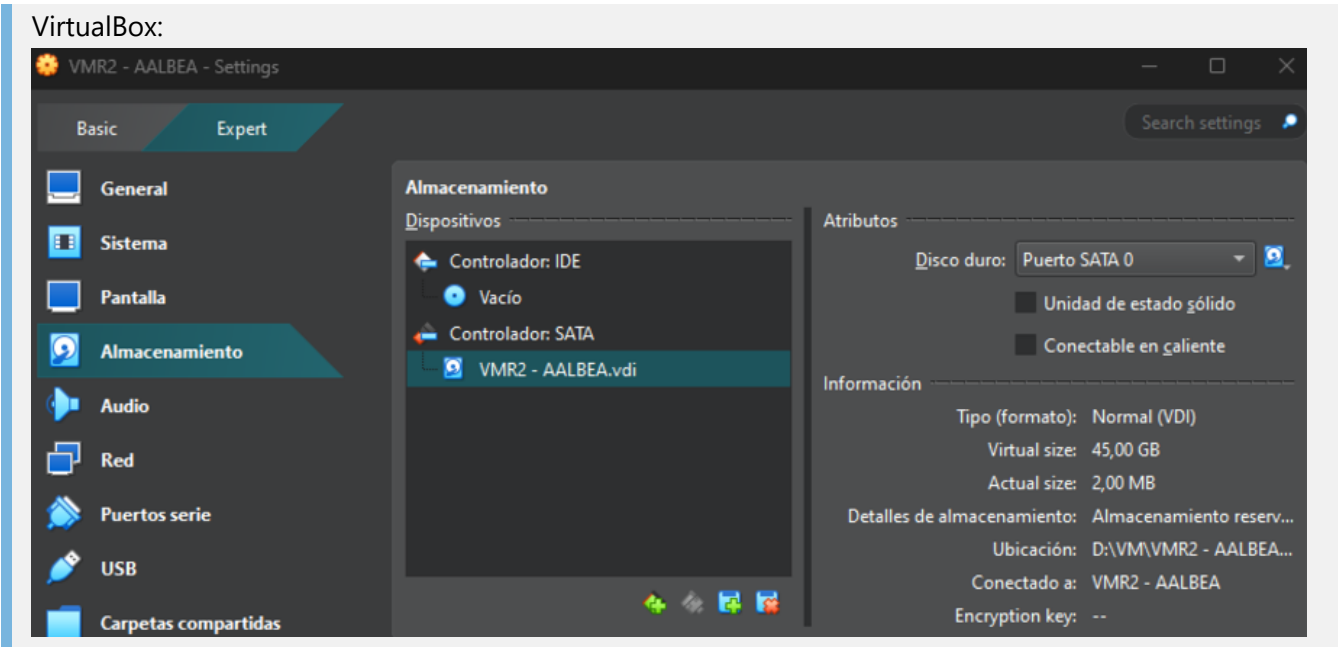 VirtualBox:
VMR2 - AALBEA - Settings
Basic
Expert
Search settings
General
Sistema
Pantalla
Almacenamiento
Audio
Red
Puertos serie
USB
Carpetas compartidas
Almacenamiento
Dispositivos
Controlador: IDE
Vacío
Controlador: SATA
VMR2 - AALBEA.vdi
Atributos
Disco duro: Puerto SATA 0
Unidad de estado sólido
Conectable en caliente
Información
Tipo (formato): Normal (VDI)
Virtual size: 45,00 GB
Actual size: 2,00 MB
Detalles de almacenamiento: Almacenamiento reserv...
Ubicación: D:\VM\VMR2 - AALBEA...
Conectado a: VMR2 - AALBEA
Encryption key: --